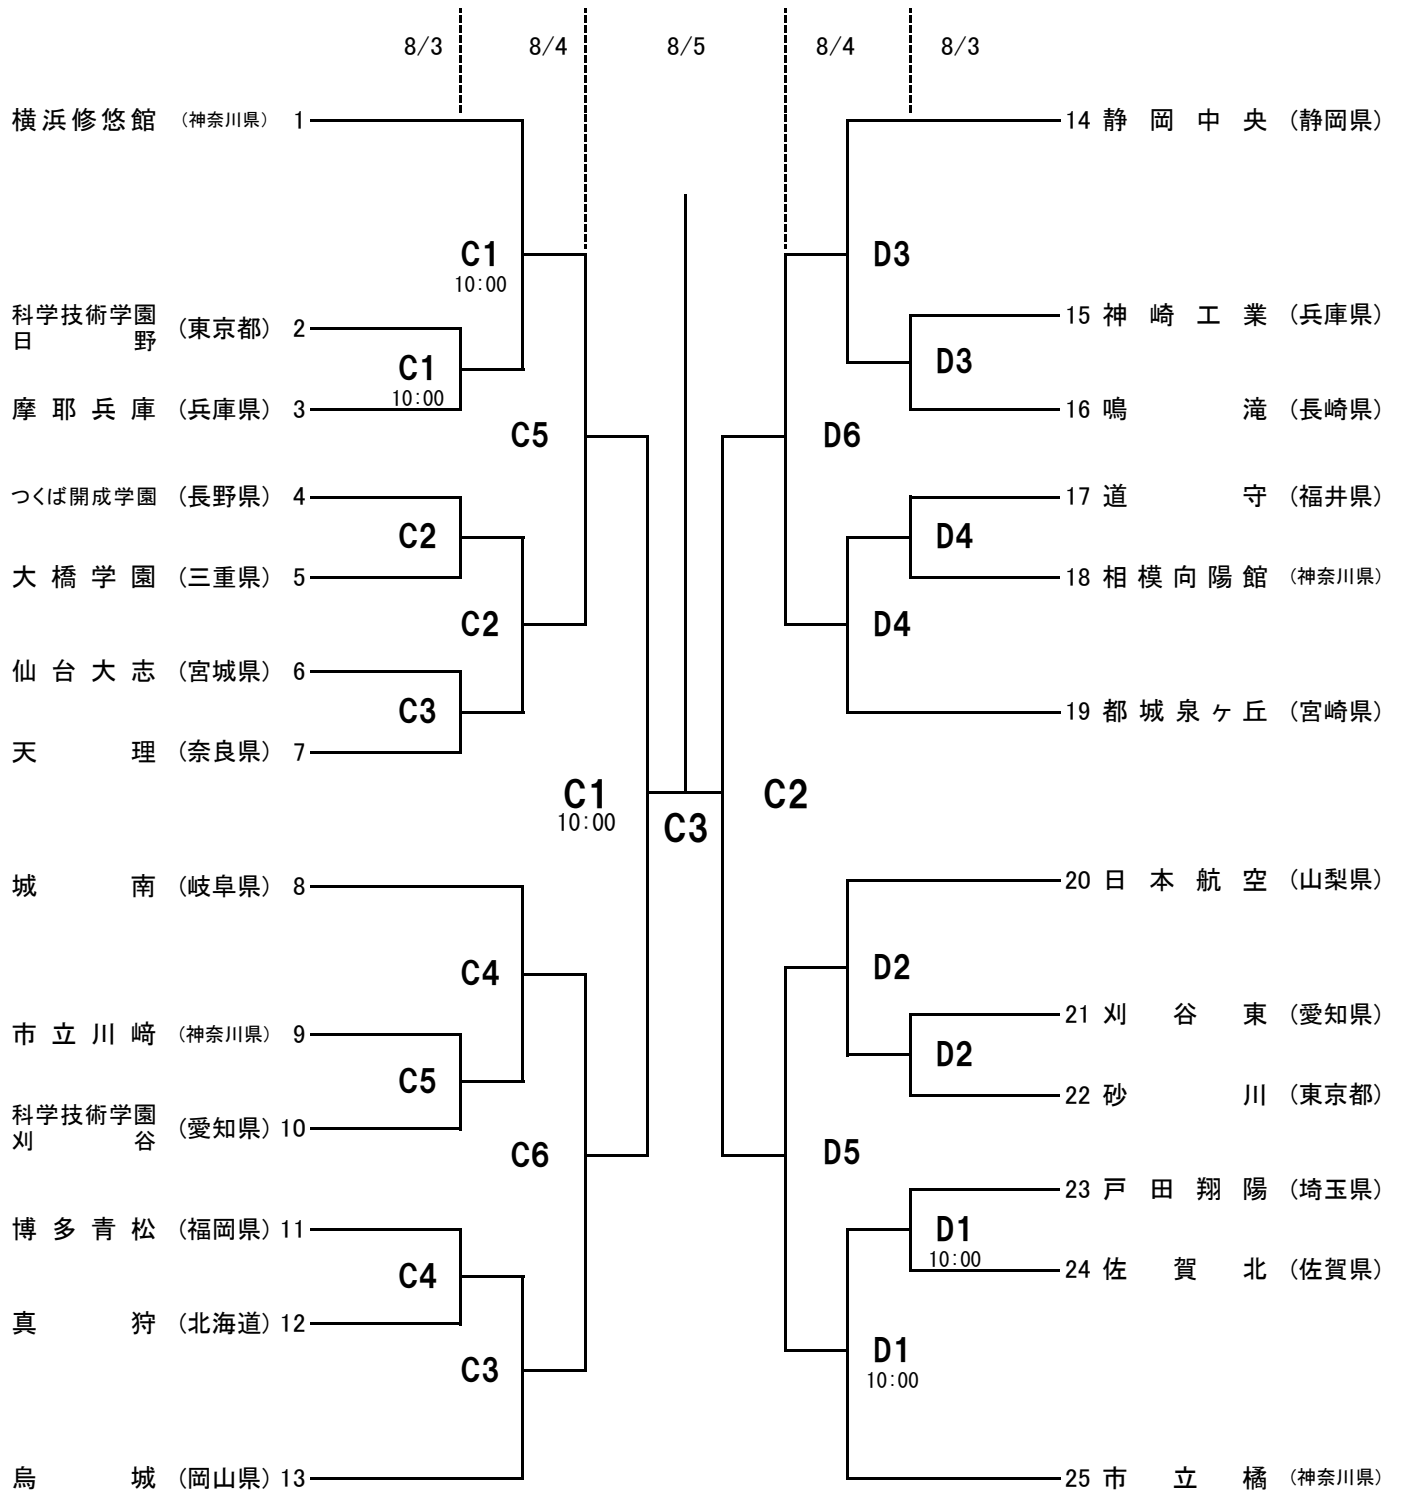 8/3 8/4 8/5 8/4 8/3
横浜修悠館 （神奈川県） 1
C1
10:00
科学技術学園
日野 （東京都） 2
C1
10:00
摩耶兵庫 （兵庫県） 3
C5
つくば開成学園 （長野県） 4
C2
大橋学園 （三重県） 5
C2
仙台大志 （宮城県） 6
C3
天理 （奈良県） 7
C1
10:00
城南 （岐阜県） 8
C4
市立川﨑 （神奈川県） 9
C5
科学技術学園
刈谷 （愛知県） 10
C6
博多青松 （福岡県） 11
C4
真狩 （北海道） 12
C3
烏城 （岡山県） 13
C3
14 静岡中央 （静岡県）
D3
15 神崎工業 （兵庫県）
D3
16 鳴滝 （長崎県）
D6
17 道守 （福井県）
D4
18 相模向陽館 （神奈川県）
D4
19 都城泉ヶ丘 （宮崎県）
C2
20 日本航空 （山梨県）
D2
21 刈谷東 （愛知県）
D2
22 砂川 （東京都）
D5
23 戸田翔陽 （埼玉県）
D1
10:00
24 佐賀北 （佐賀県）
D1
10:00
25 市立橘 （神奈川県）